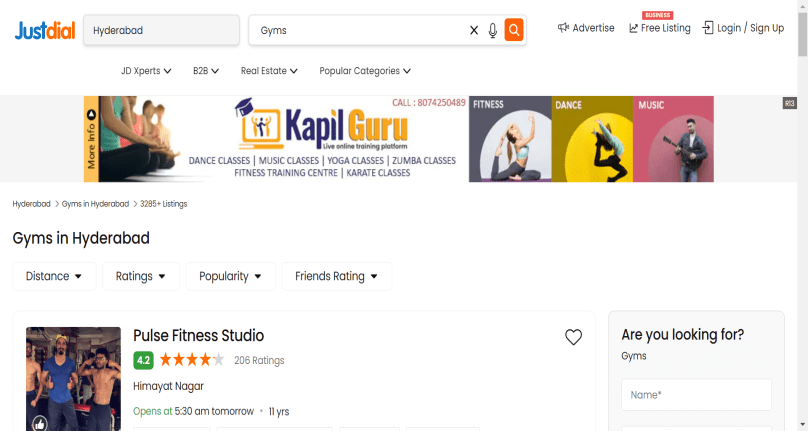 Justdial
Hyderabad
Gyms
Advertise
BUSINESS
Free Listing
Login / Sign Up
JD Xperts
B2B
Real Estate
Popular Categories
More Info
Kapil Guru
Live online training platform
CALL : 8074250489
DANCE CLASSES | MUSIC CLASSES | YOGA CLASSES | ZUMBA CLASSES
FITNESS TRAINING CENTRE | KARATE CLASSES
FITNESS
DANCE
MUSIC
R13
Hyderabad > Gyms in Hyderabad > 3285+ Listings
Gyms in Hyderabad
Distance
Ratings
Popularity
Friends Rating
Pulse Fitness Studio
4.2
206 Ratings
Himayat Nagar
Opens at 5:30 am tomorrow • 11 yrs
Are you looking for?
Gyms
Name*